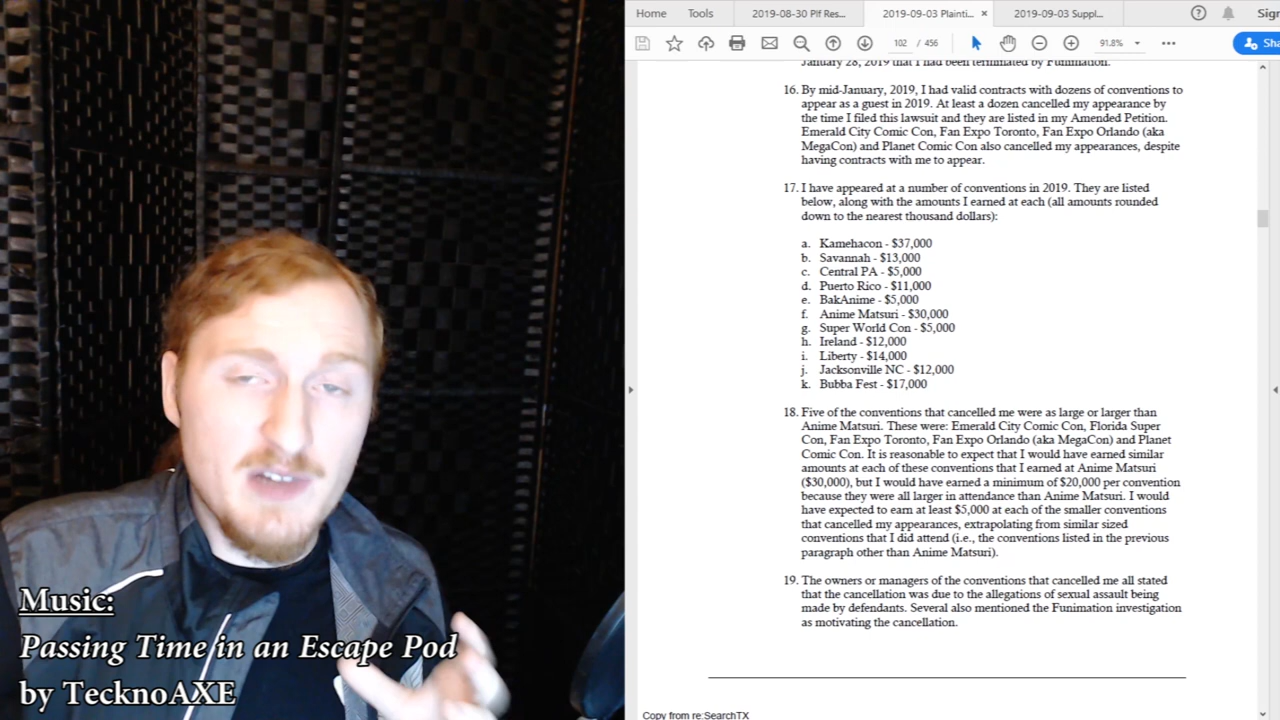 Home Tools 2019-08-30 Plf Res... 2019-09-03 Plainti... × 2019-09-03 Suppl... Sign
102 / 456 91.8% Sha
January 28, 2019 that I had been terminated by Funimation.
16. By mid-January, 2019, I had valid contracts with dozens of conventions to
appear as a guest in 2019. At least a dozen cancelled my appearance by
the time I filed this lawsuit and they are listed in my Amended Petition.
Emerald City Comic Con, Fan Expo Toronto, Fan Expo Orlando (aka
MegaCon) and Planet Comic Con also cancelled my appearances, despite
having contracts with me to appear.
17. I have appeared at a number of conventions in 2019. They are listed
below, along with the amounts I earned at each (all amounts rounded
down to the nearest thousand dollars):
a. Kamehacon - $37,000
b. Savannah - $13,000
c. Central PA - $5,000
d. Puerto Rico - $11,000
e. BakAnime - $5,000
f. Anime Matsuri - $30,000
g. Super World Con - $5,000
h. Ireland - $12,000
i. Liberty - $14,000
j. Jacksonville NC - $12,000
k. Bubba Fest - $17,000
18. Five of the conventions that cancelled me were as large or larger than
Anime Matsuri. These were: Emerald City Comic Con, Florida Super
Con, Fan Expo Toronto, Fan Expo Orlando (aka MegaCon) and Planet
Comic Con. It is reasonable to expect that I would have earned similar
amounts at each of these conventions that I earned at Anime Matsuri
($30,000), but I would have earned a minimum of $20,000 per convention
because they were all larger in attendance than Anime Matsuri. I would
have expected to earn at least $5,000 at each of the smaller conventions
that cancelled my appearances, extrapolating from similar sized
conventions that I did attend (i.e., the conventions listed in the previous
paragraph other than Anime Matsuri).
19. The owners or managers of the conventions that cancelled me all stated
that the cancellation was due to the allegations of sexual assault being
made by defendants. Several also mentioned the Funimation investigation
as motivating the cancellation.
Copy from re:SearchTX
Music:
Passing Time in an Escape Pod
by TecknoAXE